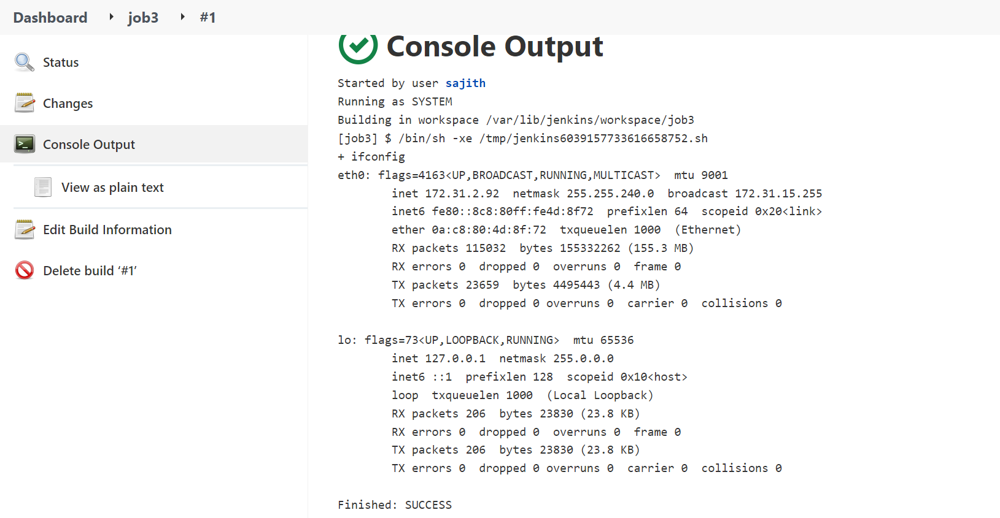 Dashboard job3 #1
Status
Changes
Console Output
View as plain text
Edit Build Information
Delete build ‘#1’
Console Output
Started by user sajith
Running as SYSTEM
Building in workspace /var/lib/jenkins/workspace/job3
[job3] $ /bin/sh -xe /tmp/jenkins6039157733616658752.sh
+ ifconfig
eth0: flags=4163<UP,BROADCAST,RUNNING,MULTICAST>  mtu 9001
        inet 172.31.2.92  netmask 255.255.240.0  broadcast 172.31.15.255
        inet6 fe80::8c8:80ff:fe4d:8f72  prefixlen 64  scopeid 0x20<link>
        ether 0a:c8:80:4d:8f:72  txqueuelen 1000  (Ethernet)
        RX packets 115032  bytes 155332262 (155.3 MB)
        RX errors 0  dropped 0  overruns 0  frame 0
        TX packets 23659  bytes 4495443 (4.4 MB)
        TX errors 0  dropped 0 overruns 0  carrier 0  collisions 0
lo: flags=73<UP,LOOPBACK,RUNNING>  mtu 65536
        inet 127.0.0.1  netmask 255.0.0.0
        inet6 ::1  prefixlen 128  scopeid 0x10<host>
        loop  txqueuelen 1000  (Local Loopback)
        RX packets 206  bytes 23830 (23.8 KB)
        RX errors 0  dropped 0  overruns 0  frame 0
        TX packets 206  bytes 23830 (23.8 KB)
        TX errors 0  dropped 0 overruns 0  carrier 0  collisions 0
Finished: SUCCESS